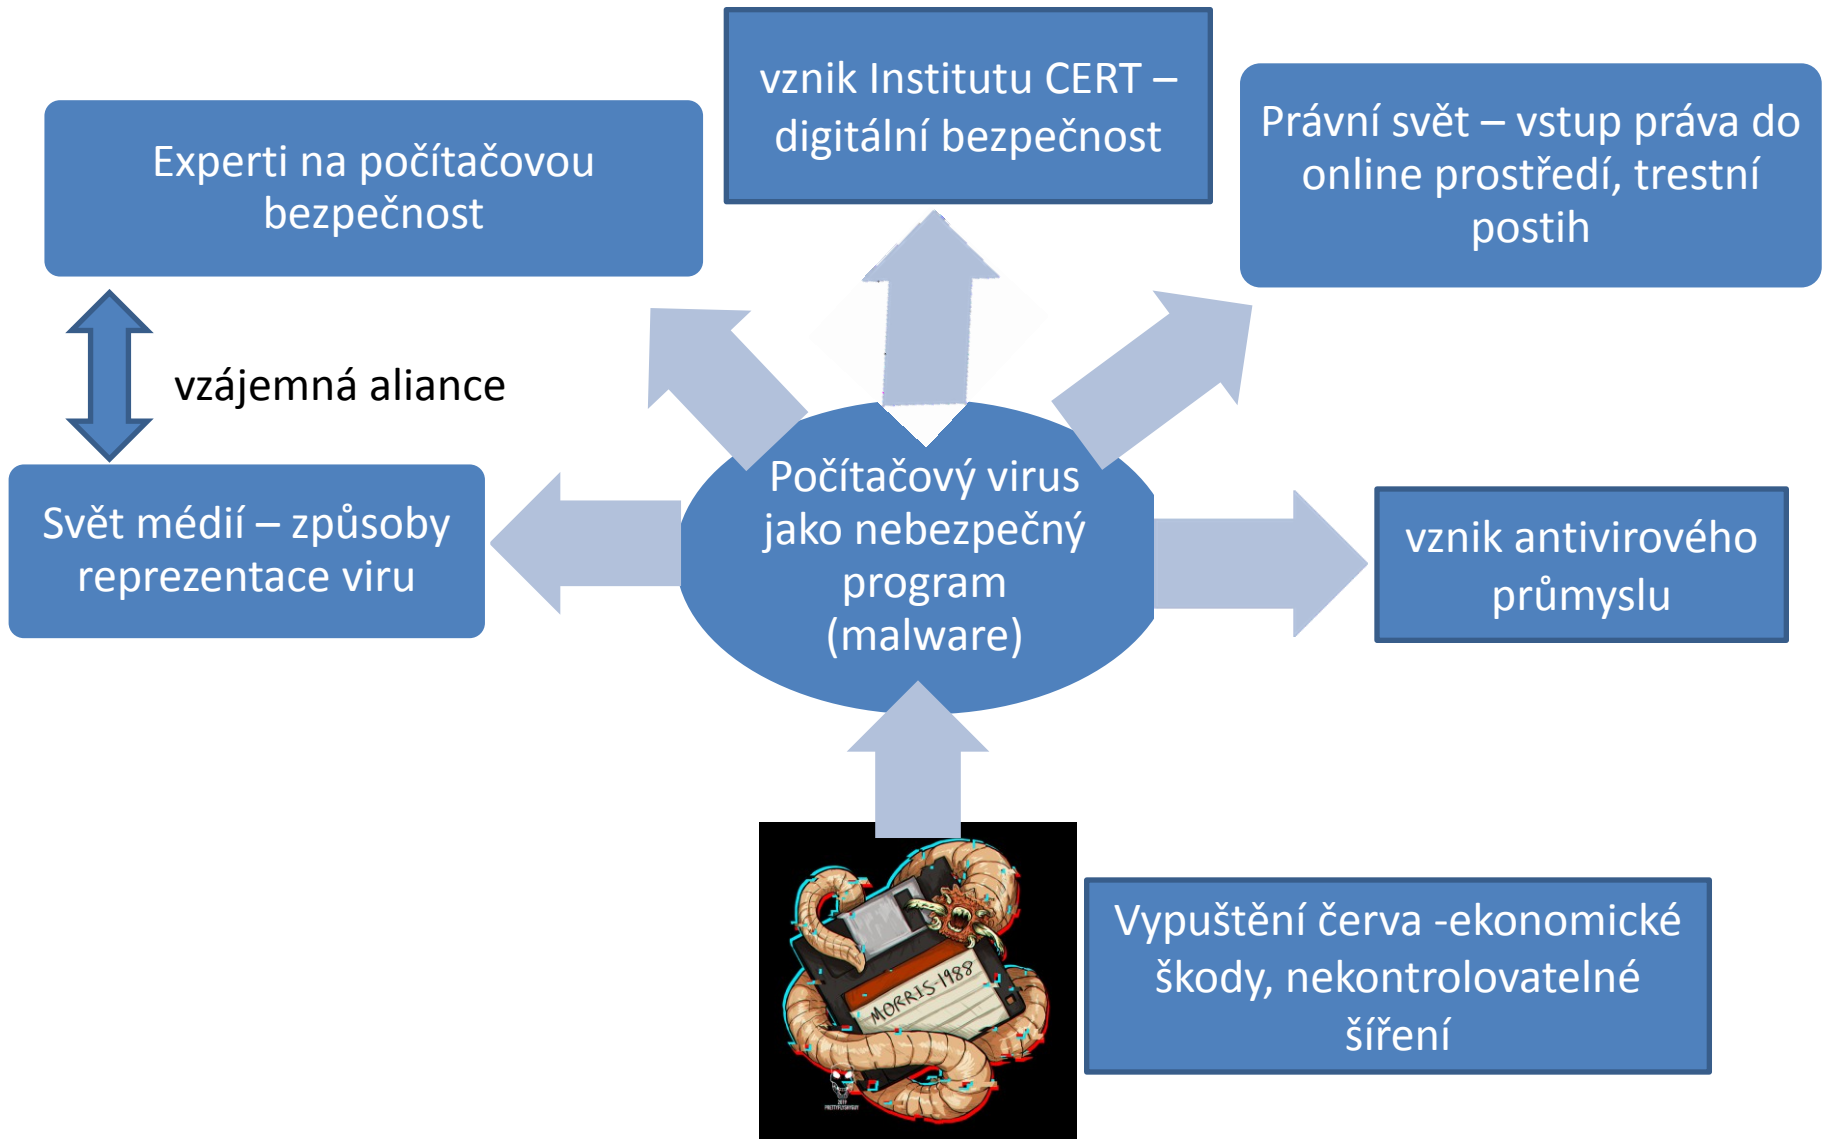 vznik Institutu CERT –
digitální bezpečnost
Experti na počítačovou
bezpečnost
Právní svět – vstup práva do
online prostředí, trestní
postih
vzájemná aliance
Svět médií – způsoby
reprezentace viru
Počítačový virus
jako nebezpečný
program
(malware)
vznik antivirového
průmyslu
MORRIS-1988
2019
PRETTYFLYSHYGUY
Vypuštění červa -ekonomické
škody, nekontrolovatelné
šíření